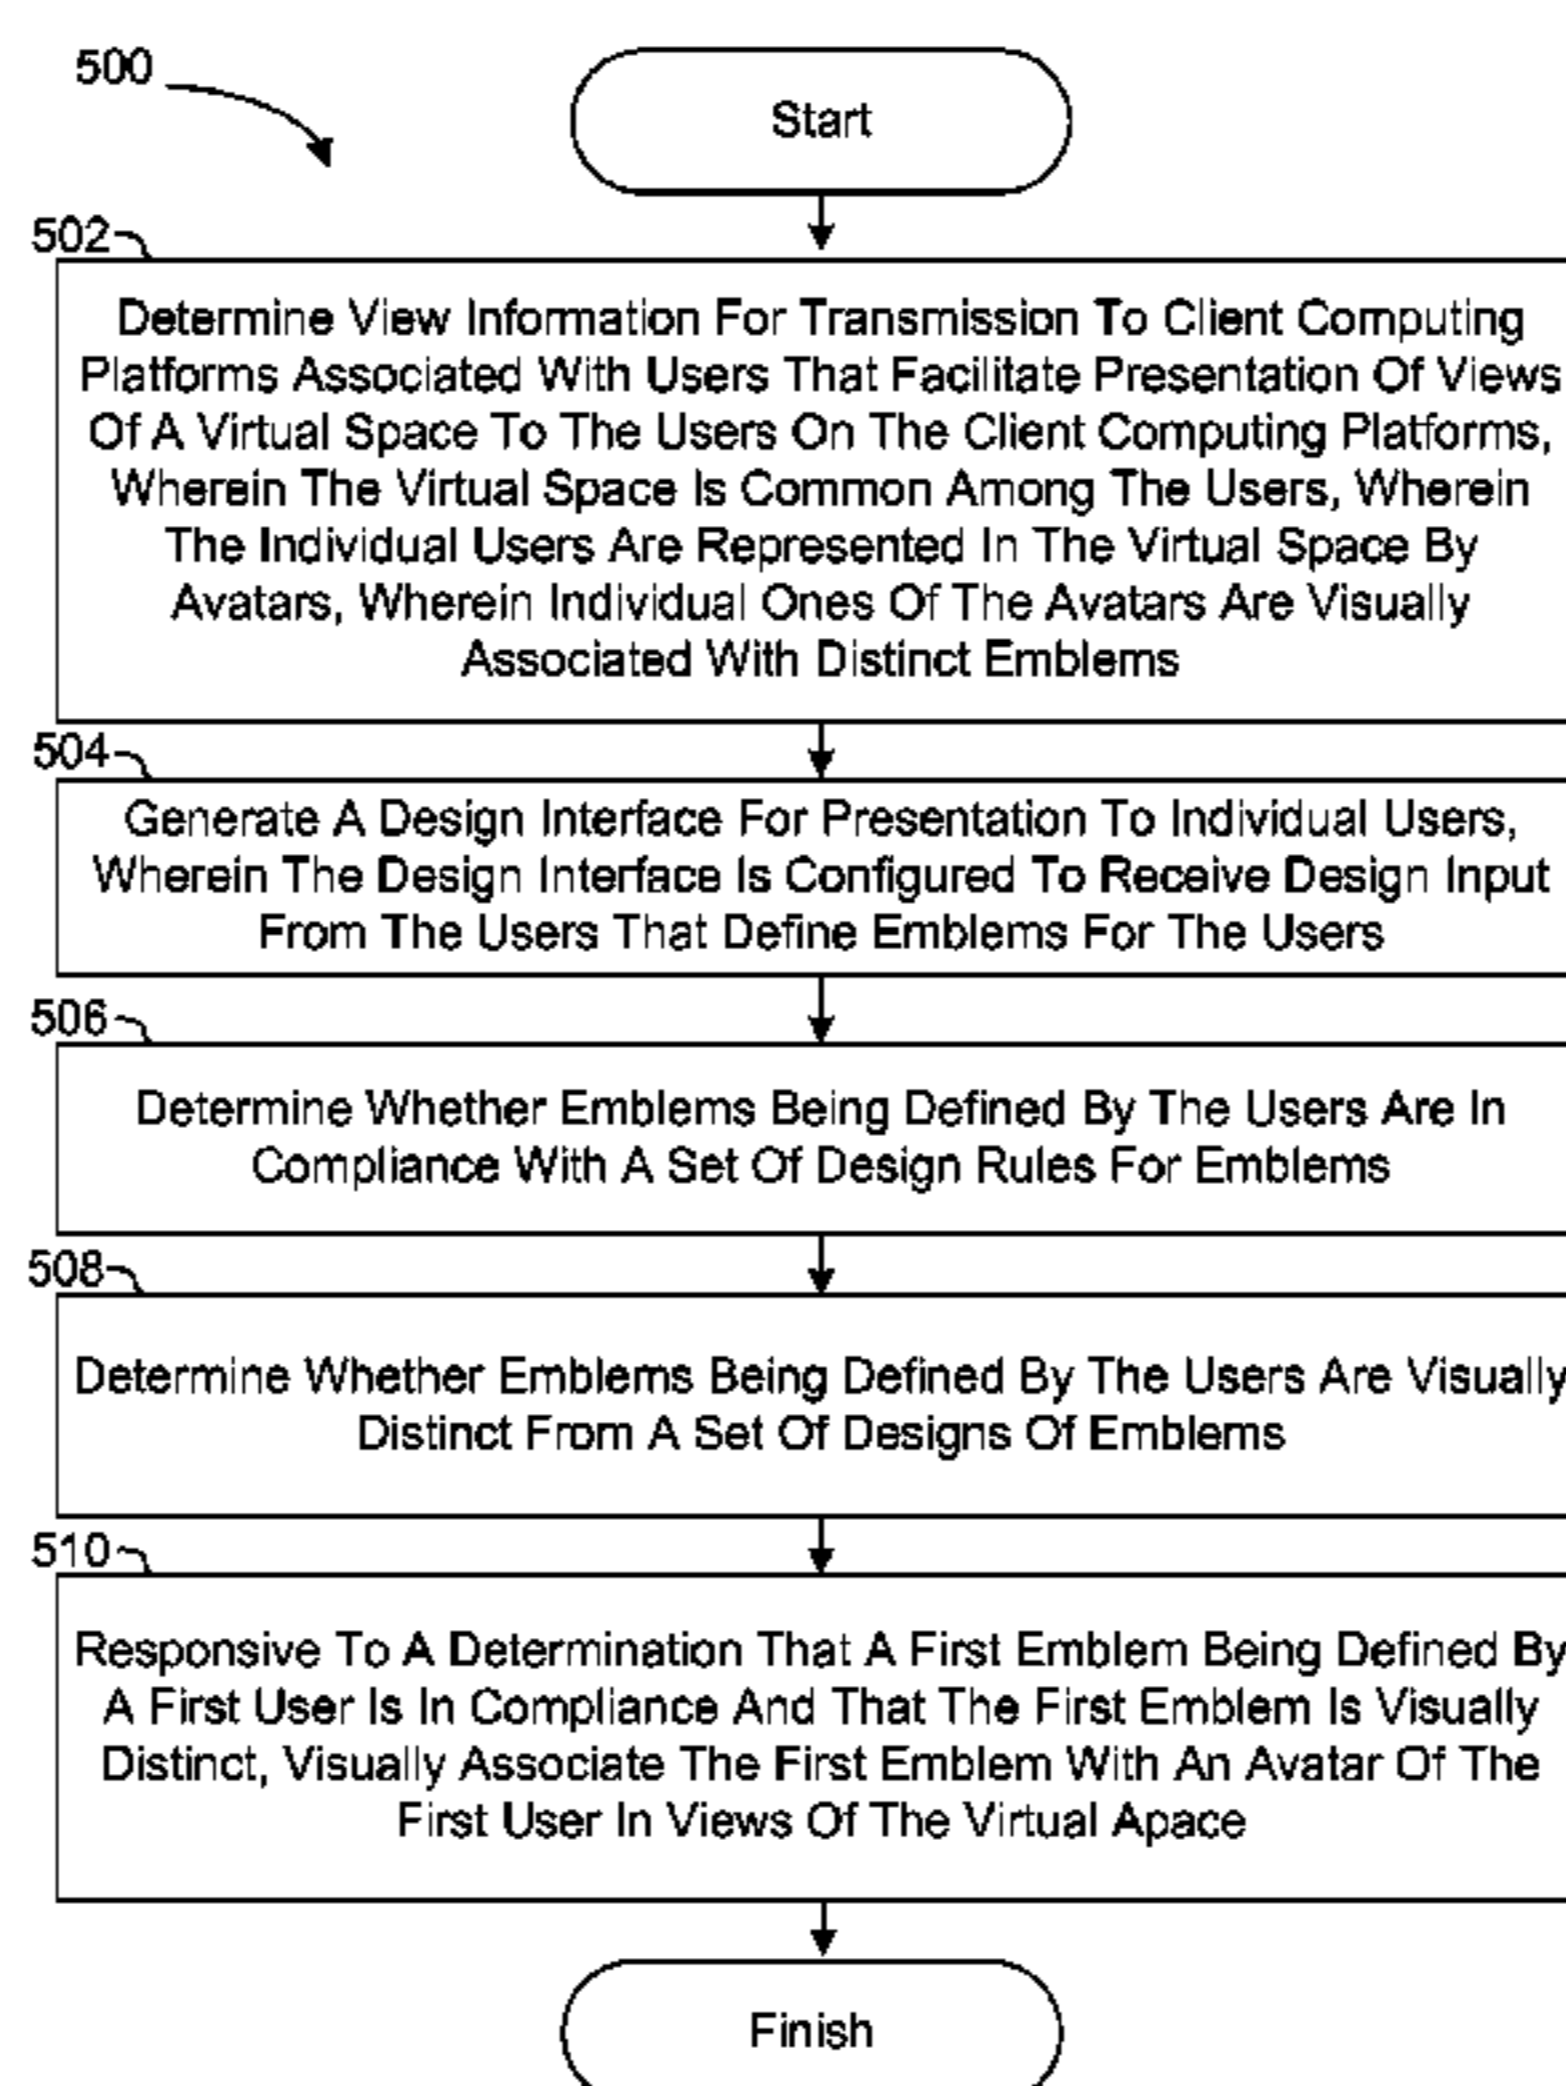 500
Start
502
Determine View Information For Transmission To Client Computing
Platforms Associated With Users That Facilitate Presentation Of Views
Of A Virtual Space To The Users On The Client Computing Platforms,
Wherein The Virtual Space Is Common Among The Users, Wherein
The Individual Users Are Represented In The Virtual Space By
Avatars, Wherein Individual Ones Of The Avatars Are Visually
Associated With Distinct Emblems
504
Generate A Design Interface For Presentation To Individual Users,
Wherein The Design Interface Is Configured To Receive Design Input
From The Users That Define Emblems For The Users
506
Determine Whether Emblems Being Defined By The Users Are In
Compliance With A Set Of Design Rules For Emblems
508
Determine Whether Emblems Being Defined By The Users Are Visually
Distinct From A Set Of Designs Of Emblems
510
Responsive To A Determination That A First Emblem Being Defined By
A First User Is In Compliance And That The First Emblem Is Visually
Distinct, Visually Associate The First Emblem With An Avatar Of The
First User In Views Of The Virtual Apace
Finish